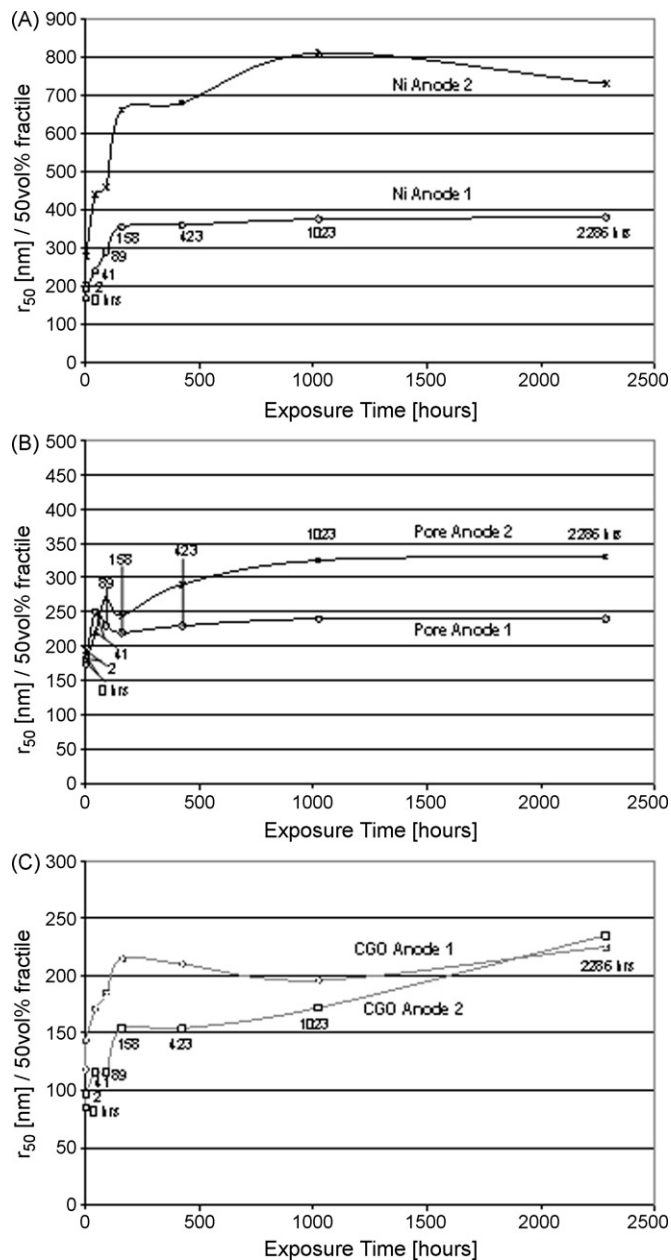 (A)
900
800
700
600
500
400
300
200
100
0
r50 [nm] / 50vol% fractile
Ni Anode 2
Ni Anode 1
0 hrs
2
41
89
158
423
1023
2286 hrs
0 500 1000 1500 2000 2500
Exposure Time [hours]
(B)
500
450
400
350
300
250
200
150
100
50
0
r50 [nm] / 50vol% fractile
Pore Anode 2
Pore Anode 1
0 hrs
2
41
89
158
423
1023
2286 hrs
0 500 1000 1500 2000 2500
Exposure Time [hours]
(C)
300
250
200
150
100
50
0
r50 [nm] / 50vol% fractile
CGO Anode 1
CGO Anode 2
0 hrs
2
41
89
158
423
1023
2286 hrs
0 500 1000 1500 2000 2500
Exposure Time [hours]